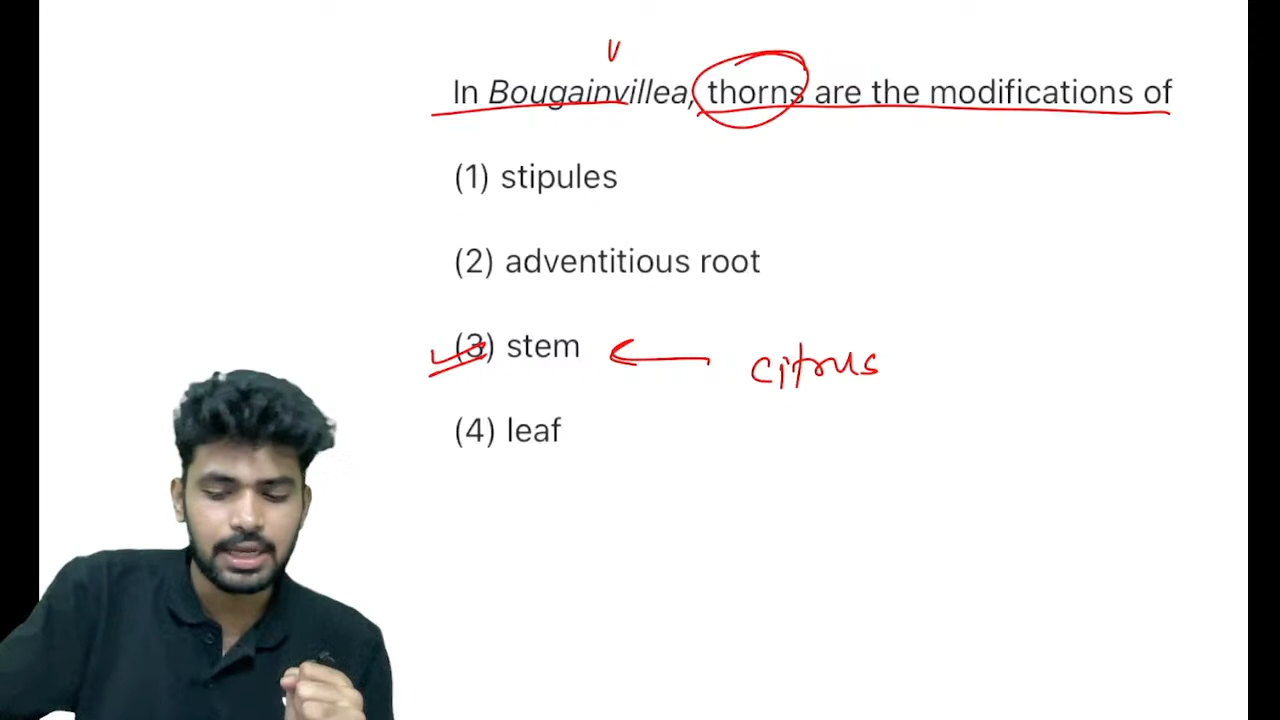 In Bougainvillea, thorns are the modifications of
(1) stipules
(2) adventitious root
(3) stem citrus
(4) leaf